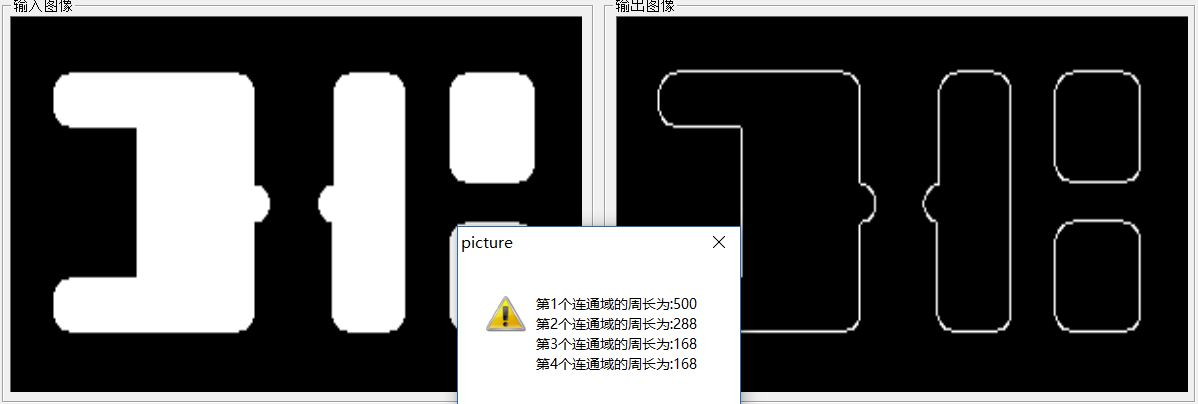 输入图像
输出图像
picture
第1个连通域的周长为:500
第2个连通域的周长为:288
第3个连通域的周长为:168
第4个连通域的周长为:168